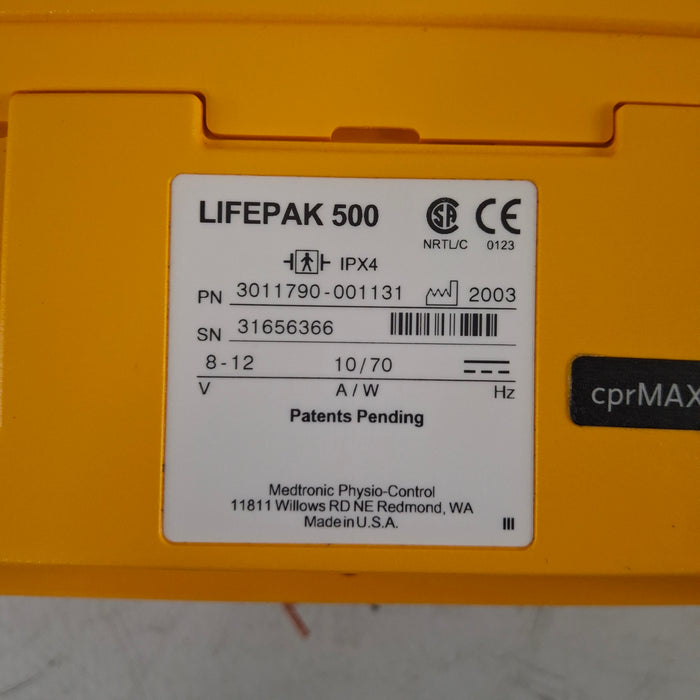 LIFEPAK 500
NRTL/C 0123
IPX4
PN 3011790-001131 2003
SN 31656366
8-12 10/70
V A/W Hz
Patents Pending
cprMAX
Medtronic Physio-Control
11811 Willows RD NE Redmond, WA
Made in U.S.A. III